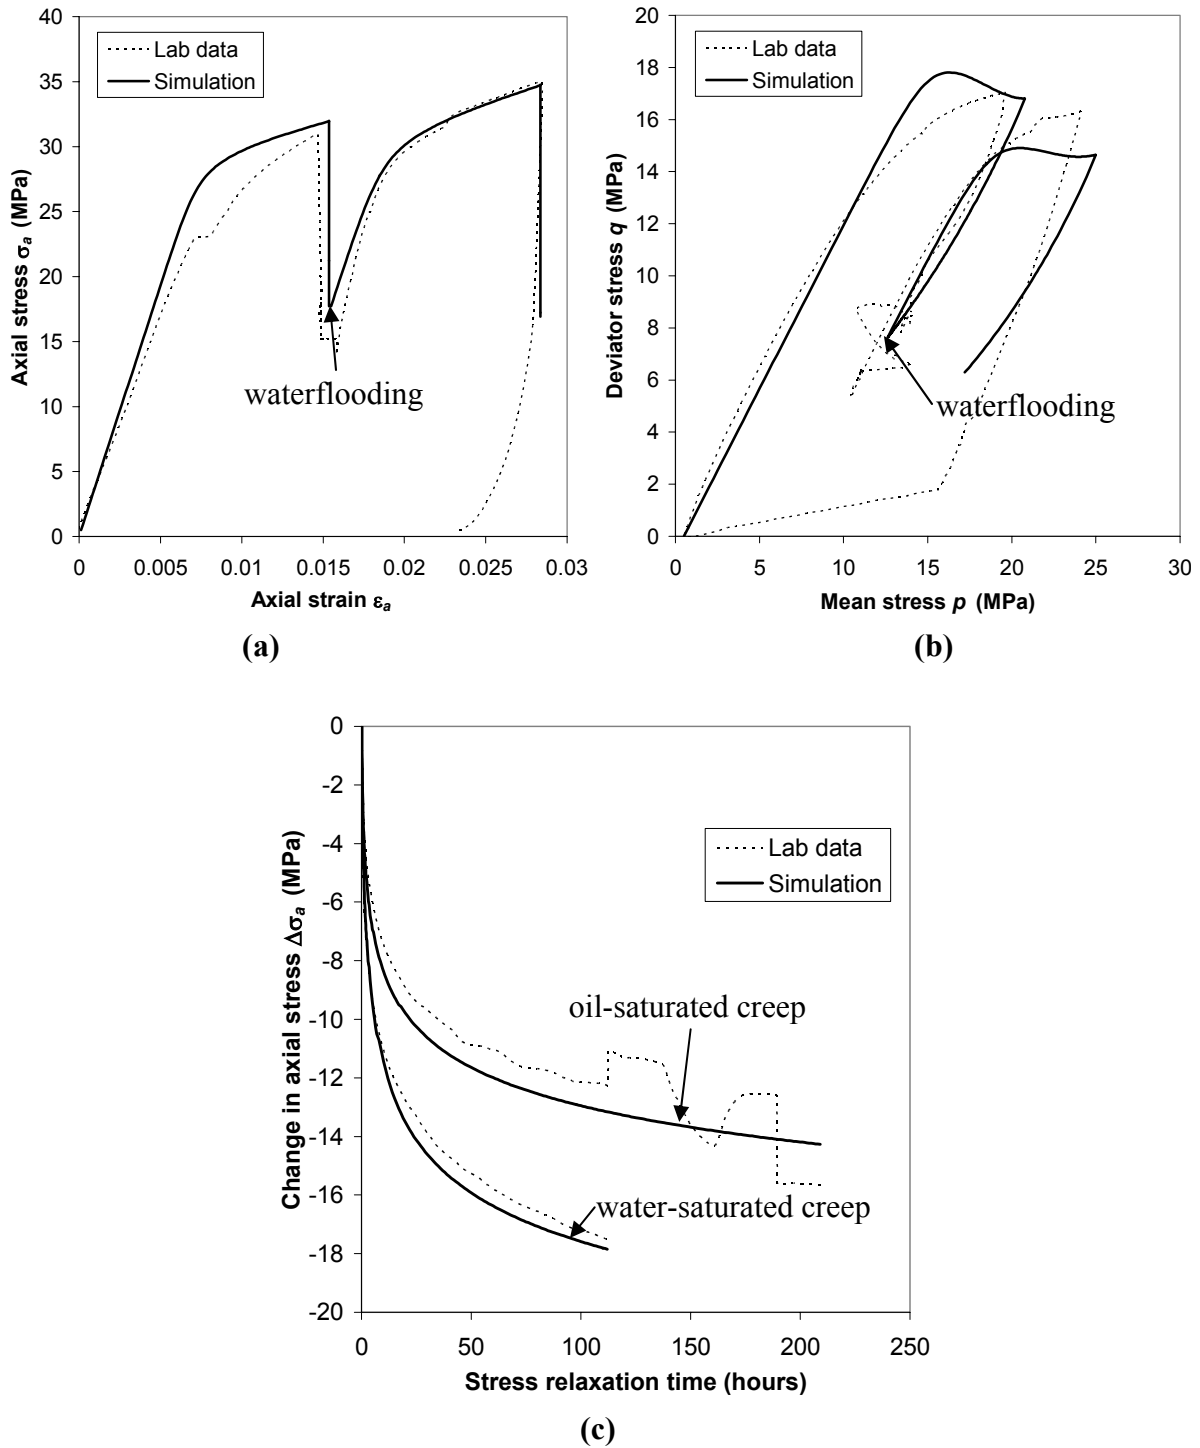 Lab data
Simulation
40
35
30
25
20
15
10
5
0
Axial stress σa (MPa)
waterflooding
0 0.005 0.01 0.015 0.02 0.025 0.03
Axial strain εa
(a)
Lab data
Simulation
20
18
16
14
12
10
8
6
4
2
0
Deviator stress q (MPa)
waterflooding
0 5 10 15 20 25 30
Mean stress p (MPa)
(b)
0
-2
-4
-6
-8
-10
-12
-14
-16
-18
-20
Change in axial stress Δσa (MPa)
Lab data
Simulation
oil-saturated creep
water-saturated creep
0 50 100 150 200 250
Stress relaxation time (hours)
(c)